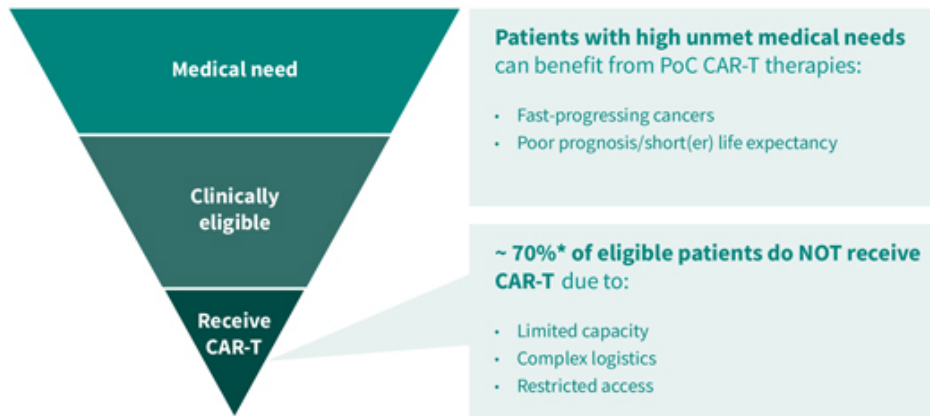 Medical need
Clinically
eligible
Receive
CAR-T
Patients with high unmet medical needs
can benefit from PoC CAR-T therapies:
• Fast-progressing cancers
• Poor prognosis/short(er) life expectancy
~ 70%* of eligible patients do NOT receive
CAR-T due to:
• Limited capacity
• Complex logistics
• Restricted access